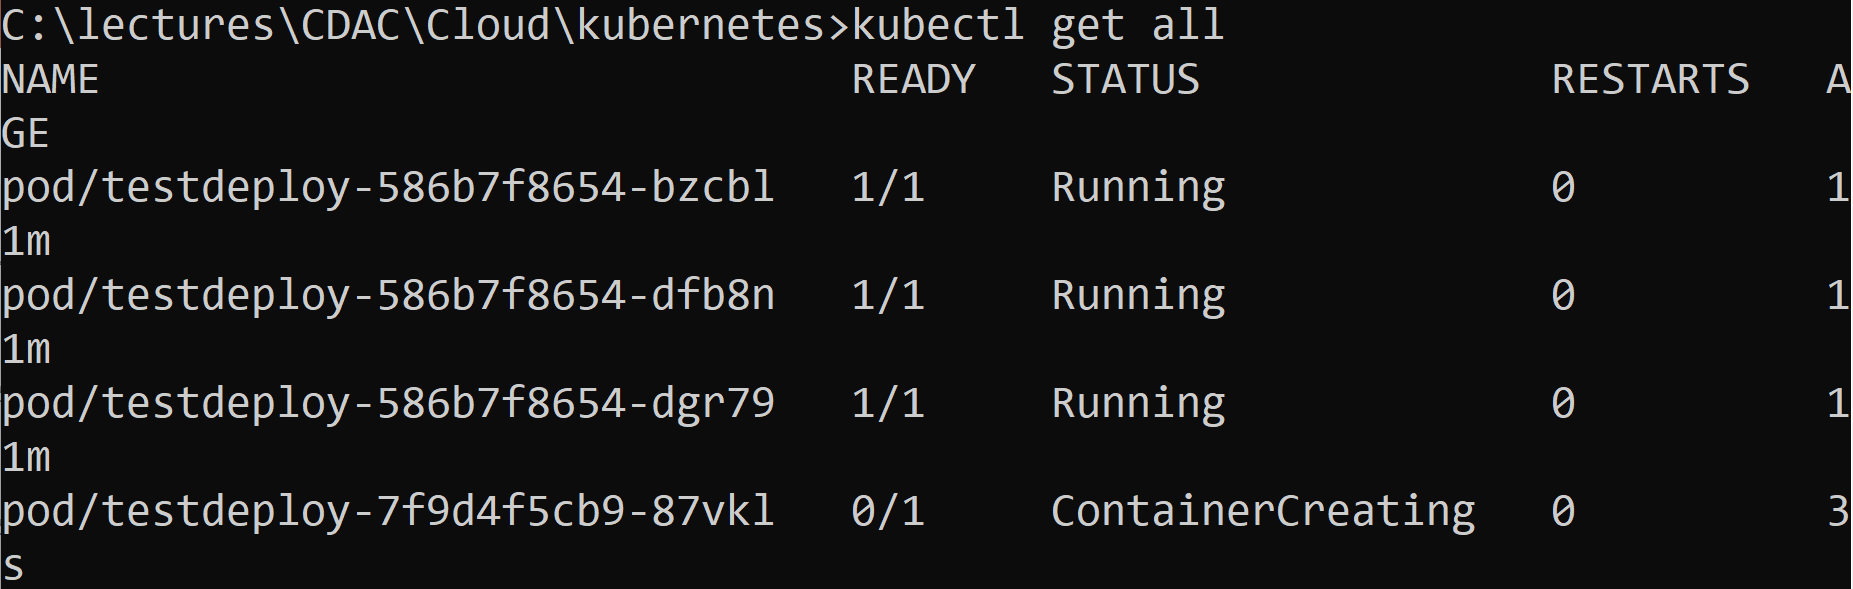 C:\lectures\CDAC\Cloud\kubernetes>kubectl get all
NAME                              READY   STATUS              RESTARTS   A
GE
pod/testdeploy-586b7f8654-bzcbl   1/1     Running             0          1
1m
pod/testdeploy-586b7f8654-dfb8n   1/1     Running             0          1
1m
pod/testdeploy-586b7f8654-dgr79   1/1     Running             0          1
1m
pod/testdeploy-7f9d4f5cb9-87vkl   0/1     ContainerCreating   0          3
s